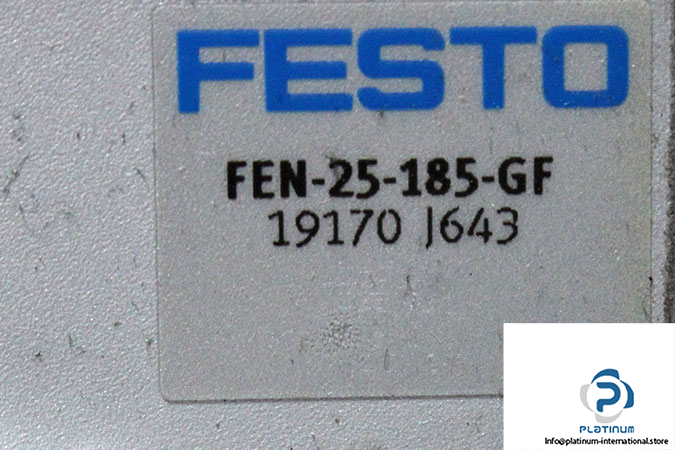 FESTO
FEN-25-185-GF
19170 J643
PLATINUM
Info@platinum-international.store